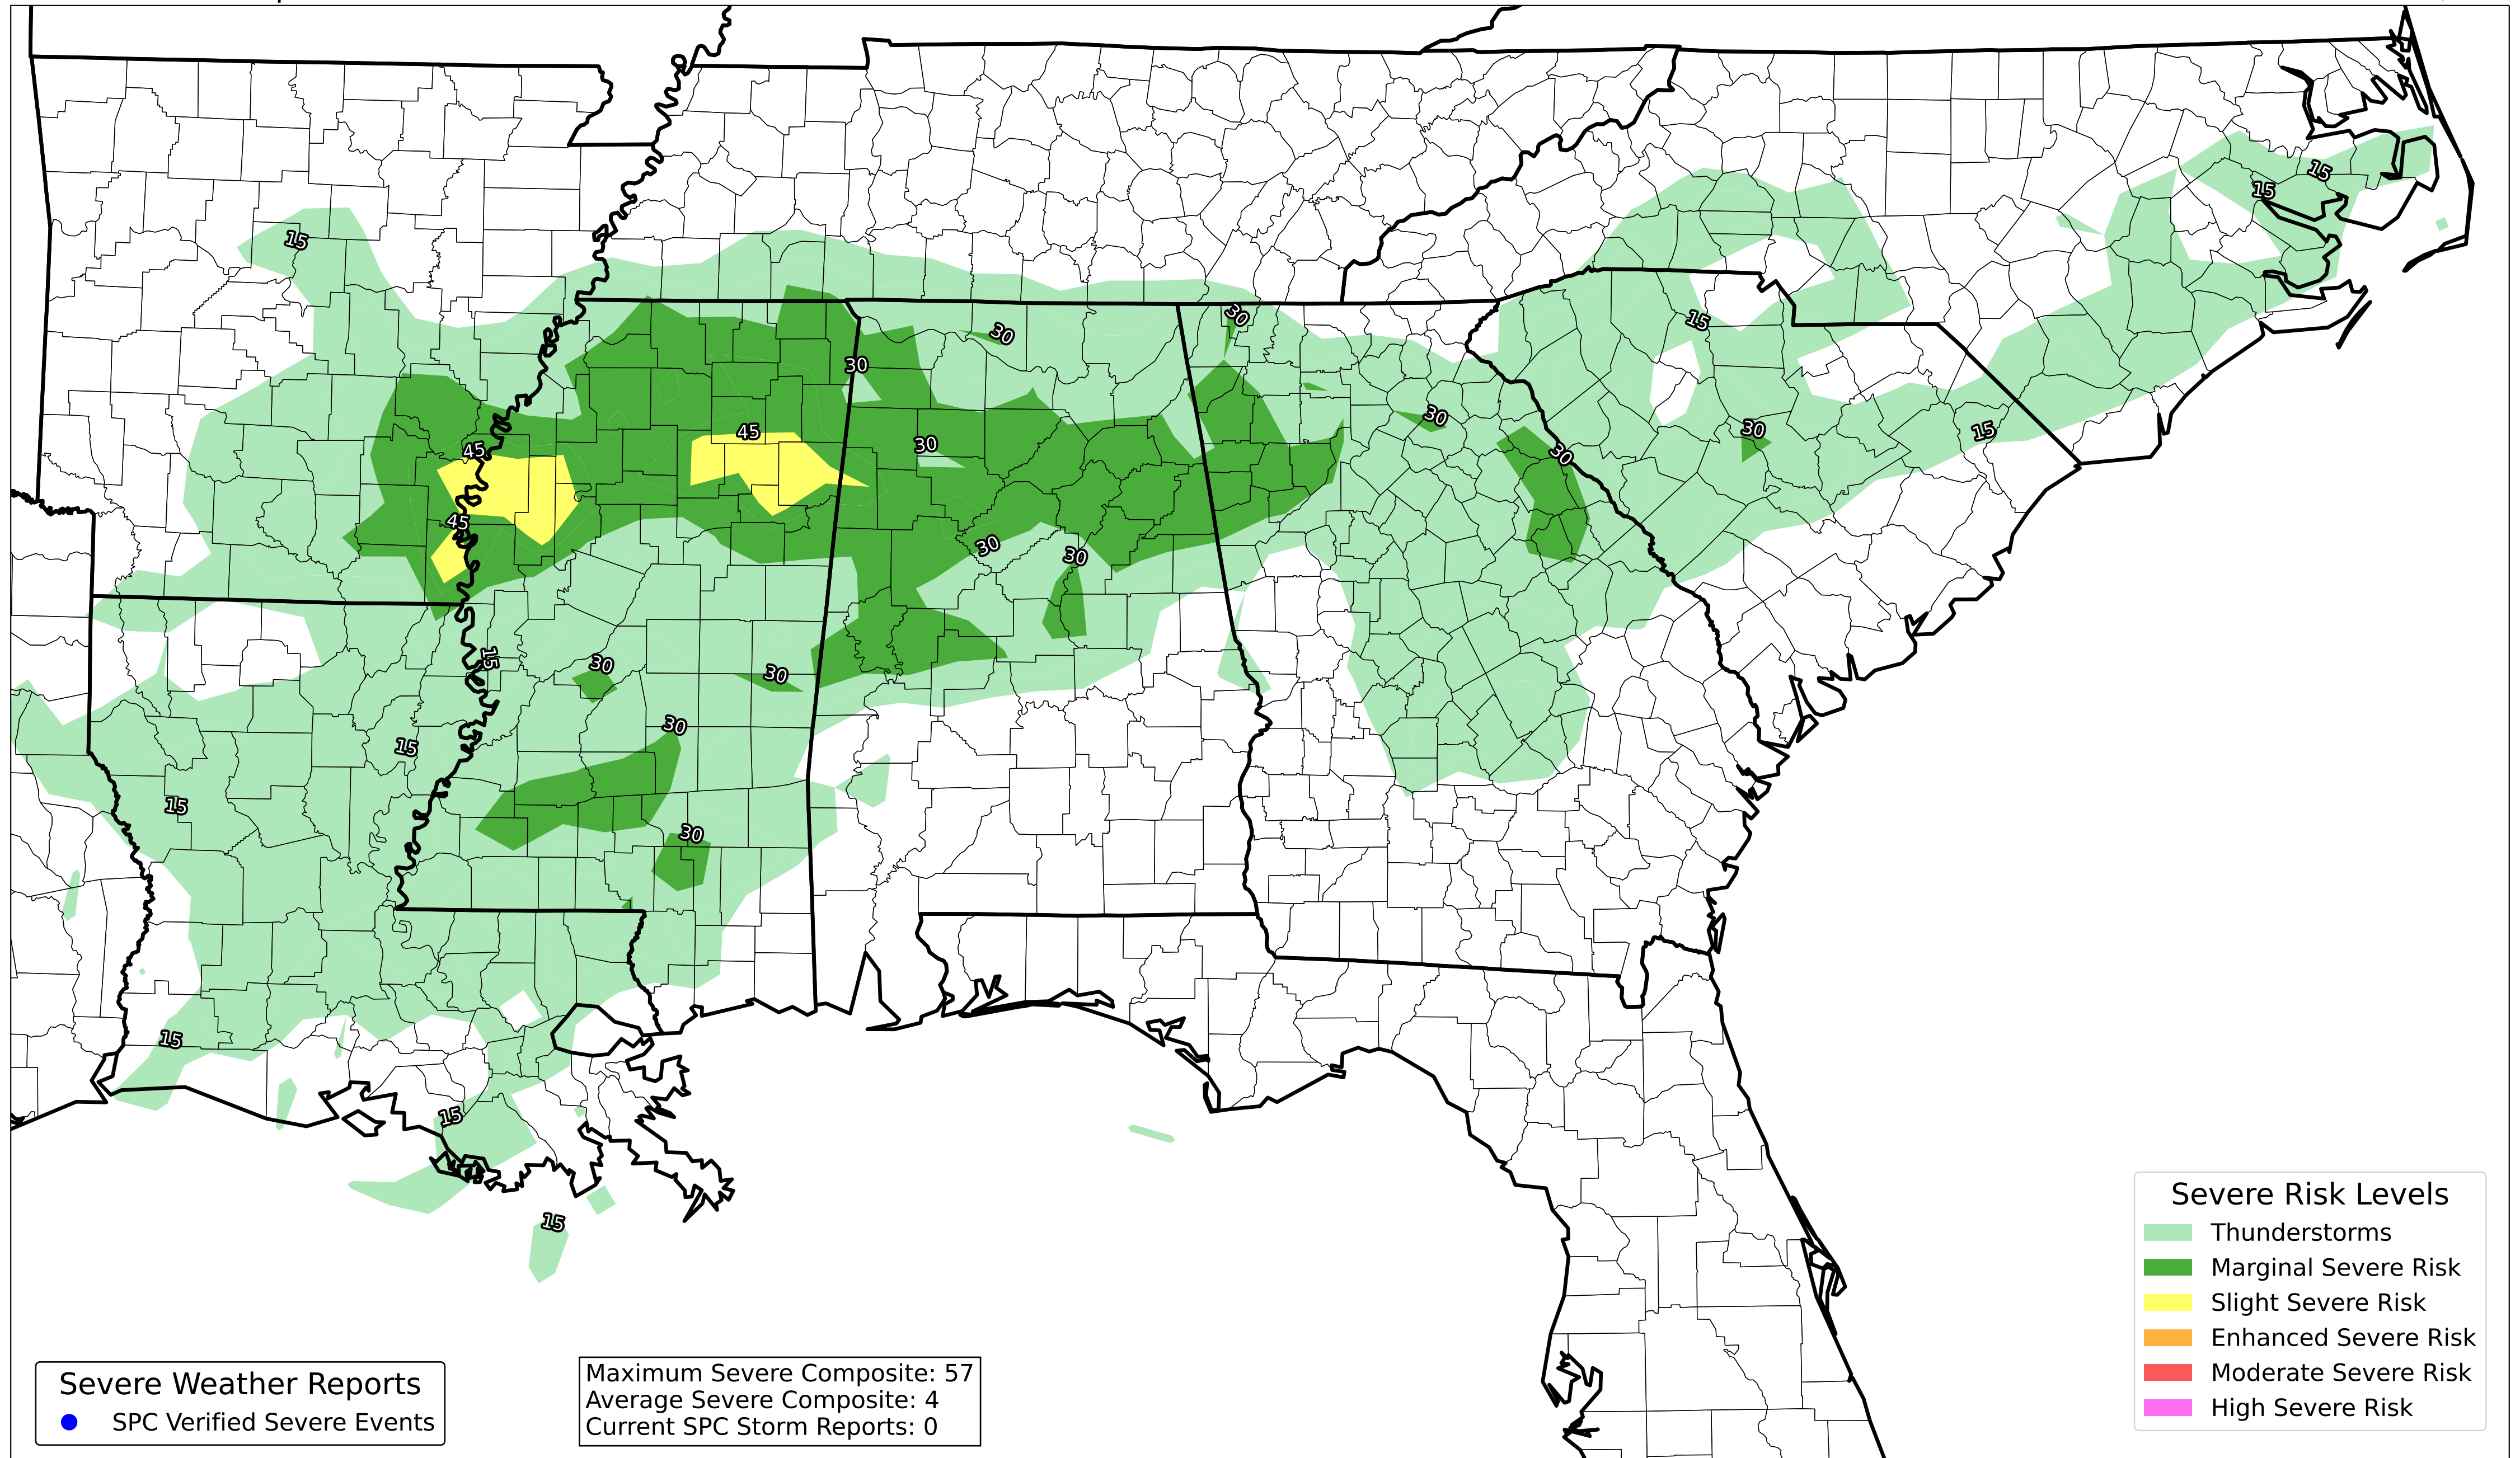 15
15
15
30
30
15
30
30
45
30
15
45
30
30
45
30
30
15
30
30
30
15
15
30
15
15
15
Severe Risk Levels
Thunderstorms
Marginal Severe Risk
Slight Severe Risk
Enhanced Severe Risk
Moderate Severe Risk
High Severe Risk
Severe Weather Reports
SPC Verified Severe Events
Maximum Severe Composite: 57
Average Severe Composite: 4
Current SPC Storm Reports: 0